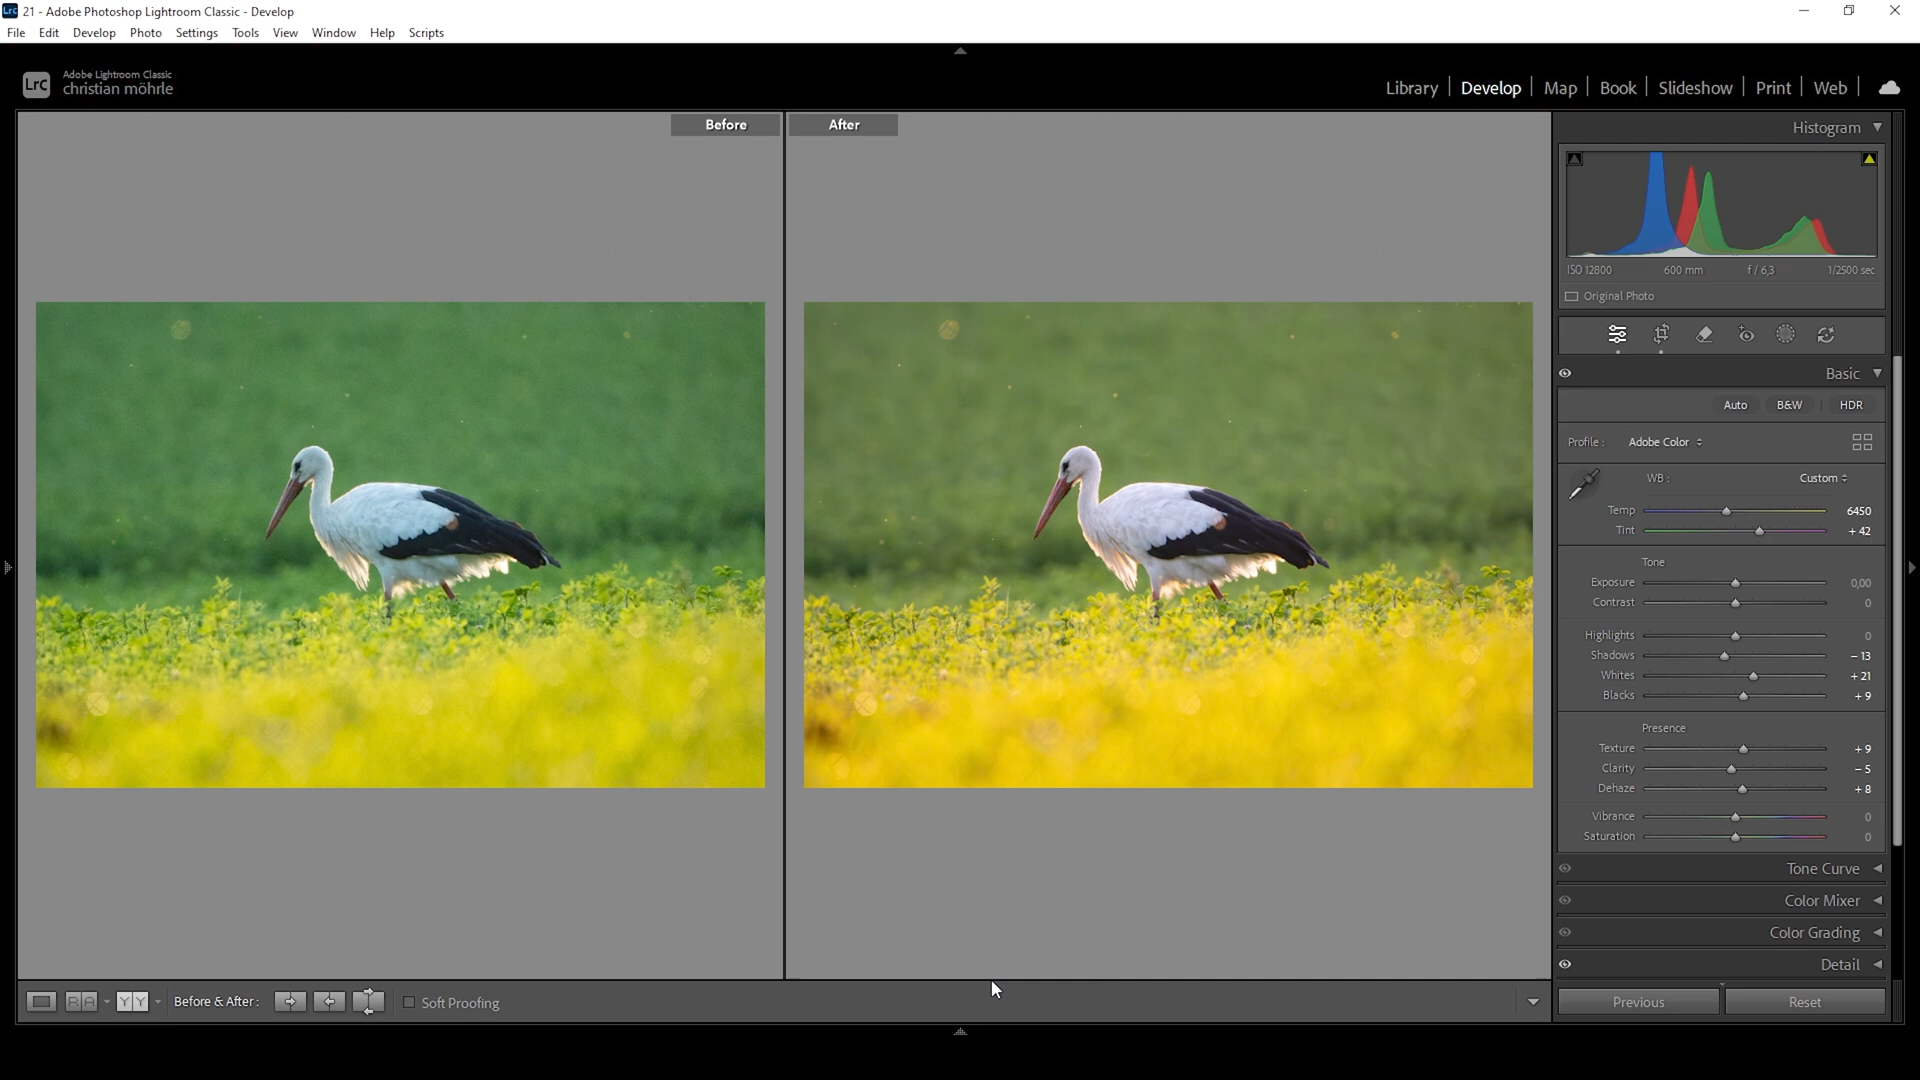 21 - Adobe Photoshop Lightroom Classic - Develop
File Edit Develop Photo Settings Tools View Window Help Scripts
Lrc
Adobe Lightroom Classic
christian möhrle
Library Develop Map Book Slideshow Print Web
Before
After
Histogram
ISO 12800 600 mm f / 6,3 1/2500 sec
Original Photo
Basic
Auto B&W HDR
Profile : Adobe Color
WB : Custom
Temp 6450
Tint + 42
Tone
Exposure 0,00
Contrast 0
Highlights 0
Shadows – 13
Whites + 21
Blacks + 9
Presence
Texture + 9
Clarity – 5
Dehaze + 8
Vibrance 0
Saturation 0
Tone Curve
Color Mixer
Color Grading
Detail
R A Y Y Before & After : Soft Proofing
Previous Reset